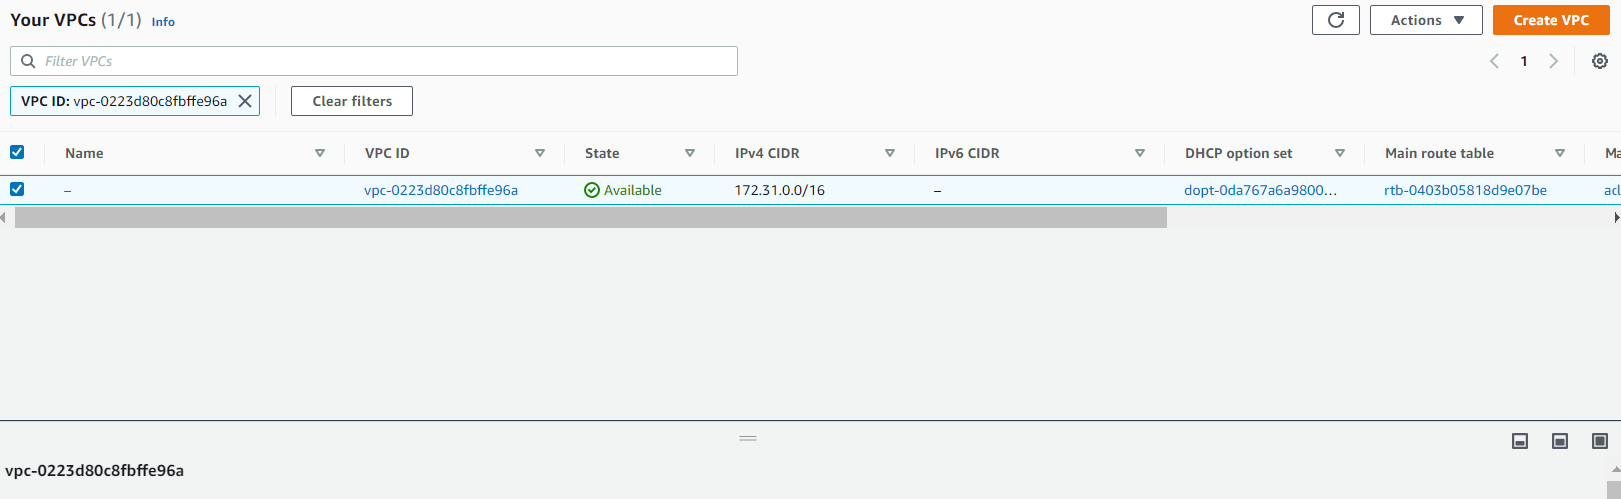 Your VPCs (1/1) Info
Actions
Create VPC
Filter VPCs
1
VPC ID: vpc-0223d80c8fbffe96a
Clear filters
Name VPC ID State IPv4 CIDR IPv6 CIDR DHCP option set Main route table Ma
– vpc-0223d80c8fbffe96a Available 172.31.0.0/16 – dopt-0da767a6a9800... rtb-0403b05818d9e07be acl
vpc-0223d80c8fbffe96a